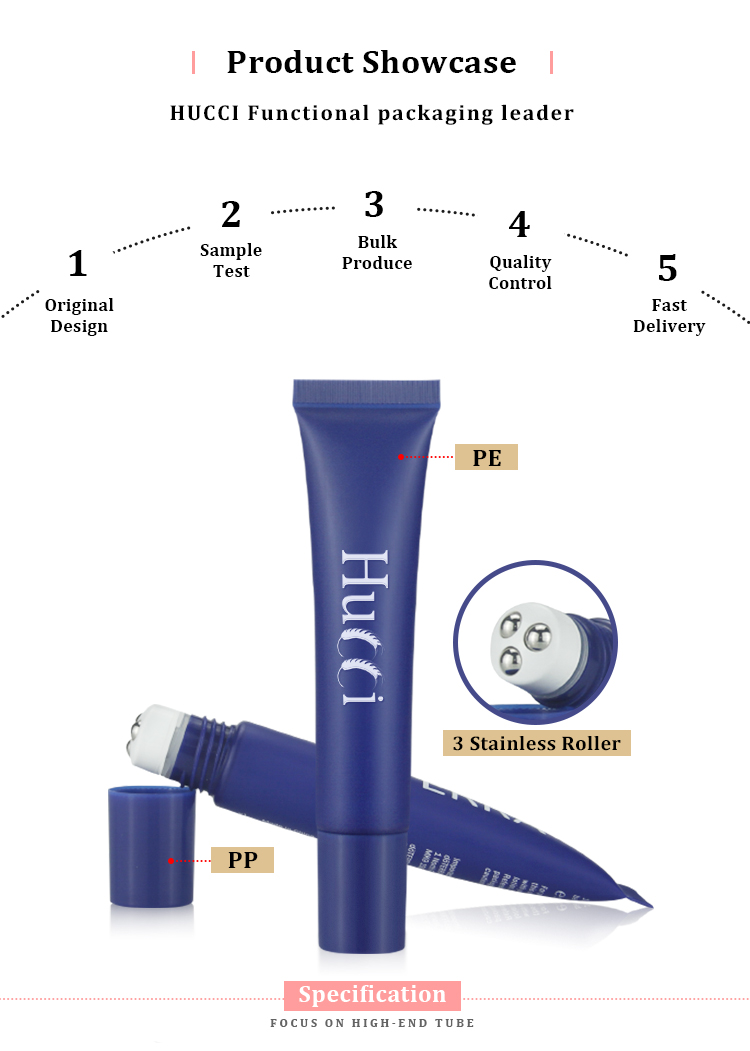 Product Showcase
HUCCI Functional packaging leader
1
Original
Design
2
Sample
Test
3
Bulk
Produce
4
Quality
Control
5
Fast
Delivery
PE
Hucci
3 Stainless Roller
PP
Specification
FOCUS ON HIGH-END TUBE